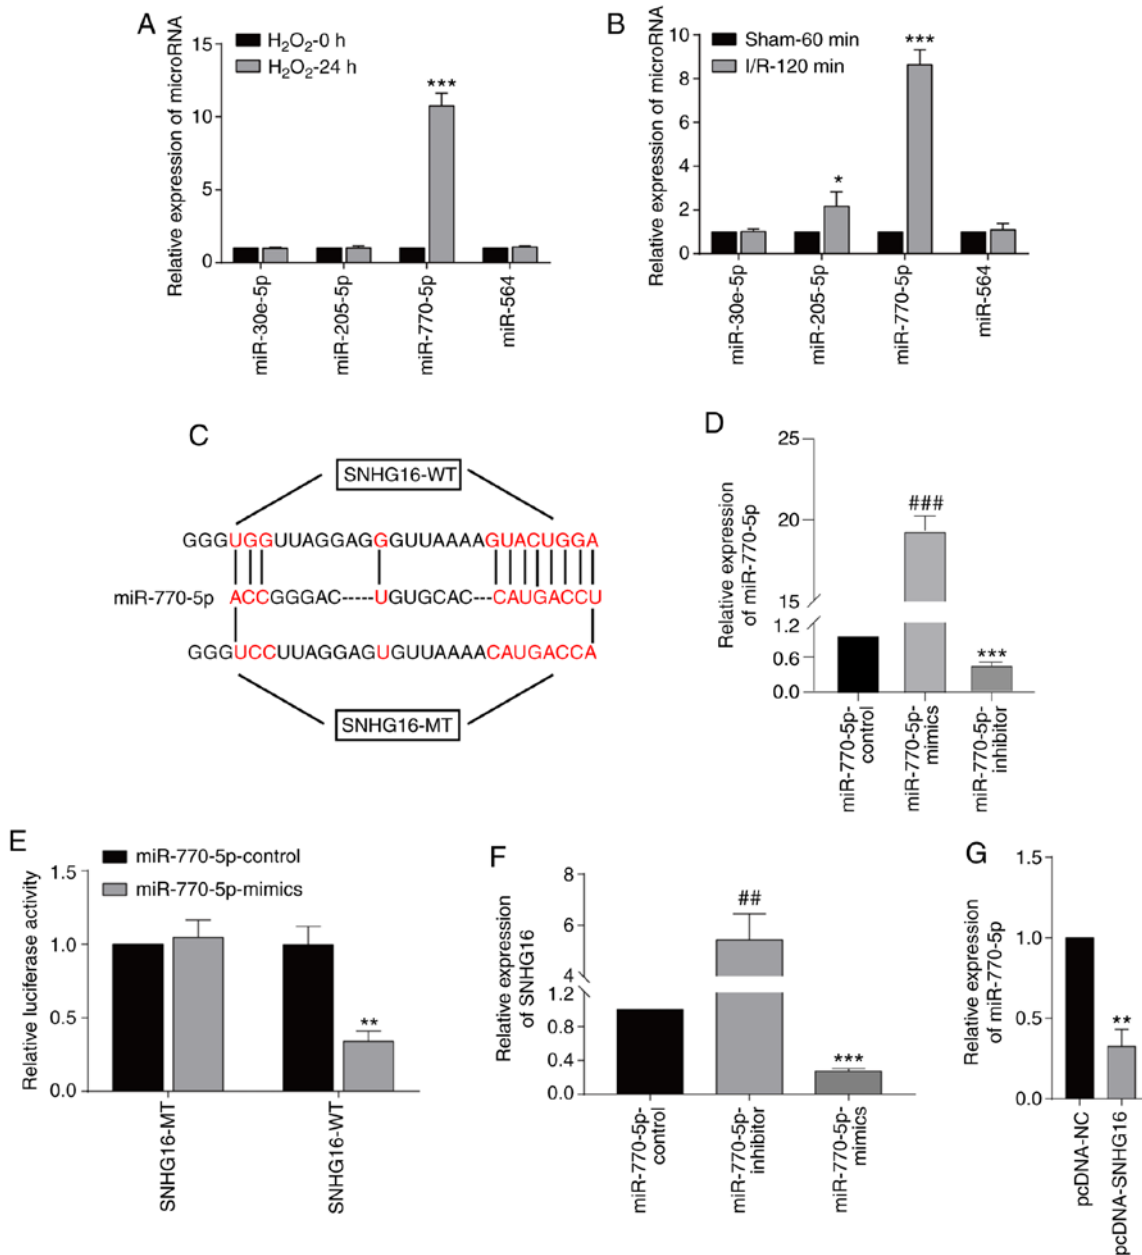 A
H2O2-0 h
H2O2-24 h
Relative expression of microRNA
15
10
5
0
***
miR-30e-5p
miR-205-5p
miR-770-5p
miR-564
B
Sham-60 min
I/R-120 min
Relative expression of microRNA
10
8
6
4
2
0
*
***
miR-30e-5p
miR-205-5p
miR-770-5p
miR-564
C
SNHG16-WT
GGGUGGUUAGGAGGGUUAAAAGUACUGGA
miR-770-5p ACCGGGAC----UGUGCAC---CAUGACCU
GGGUCCUUAGGAGUGUUAAAACAUGACCA
SNHG16-MT
D
Relative expression
of miR-770-5p
25
20
15
1.2
0.6
0.0
###
***
miR-770-5p-
control
miR-770-5p-
mimics
miR-770-5p-
inhibitor
E
miR-770-5p-control
miR-770-5p-mimics
Relative luciferase activity
1.5
1.0
0.5
0.0
**
SNHG16-MT
SNHG16-WT
F
Relative expression
of SNHG16
8
6
4
1.2
0.8
0.4
0.0
##
***
miR-770-5p-
control
miR-770-5p-
inhibitor
miR-770-5p-
mimics
G
Relative expression
of miR-770-5p
1.5
1.0
0.5
0.0
**
pcDNA-NC
pcDNA-SNHG16